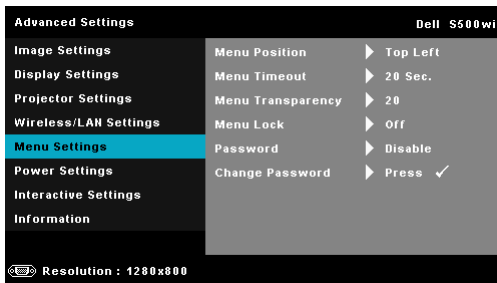 Advanced Settings Dell S500wi
Image Settings
Display Settings
Projector Settings
Wireless/LAN Settings
Menu Settings
Power Settings
Interactive Settings
Information
Menu Position Top Left
Menu Timeout 20 Sec.
Menu Transparency 20
Menu Lock Off
Password Disable
Change Password Press
Resolution : 1280x800